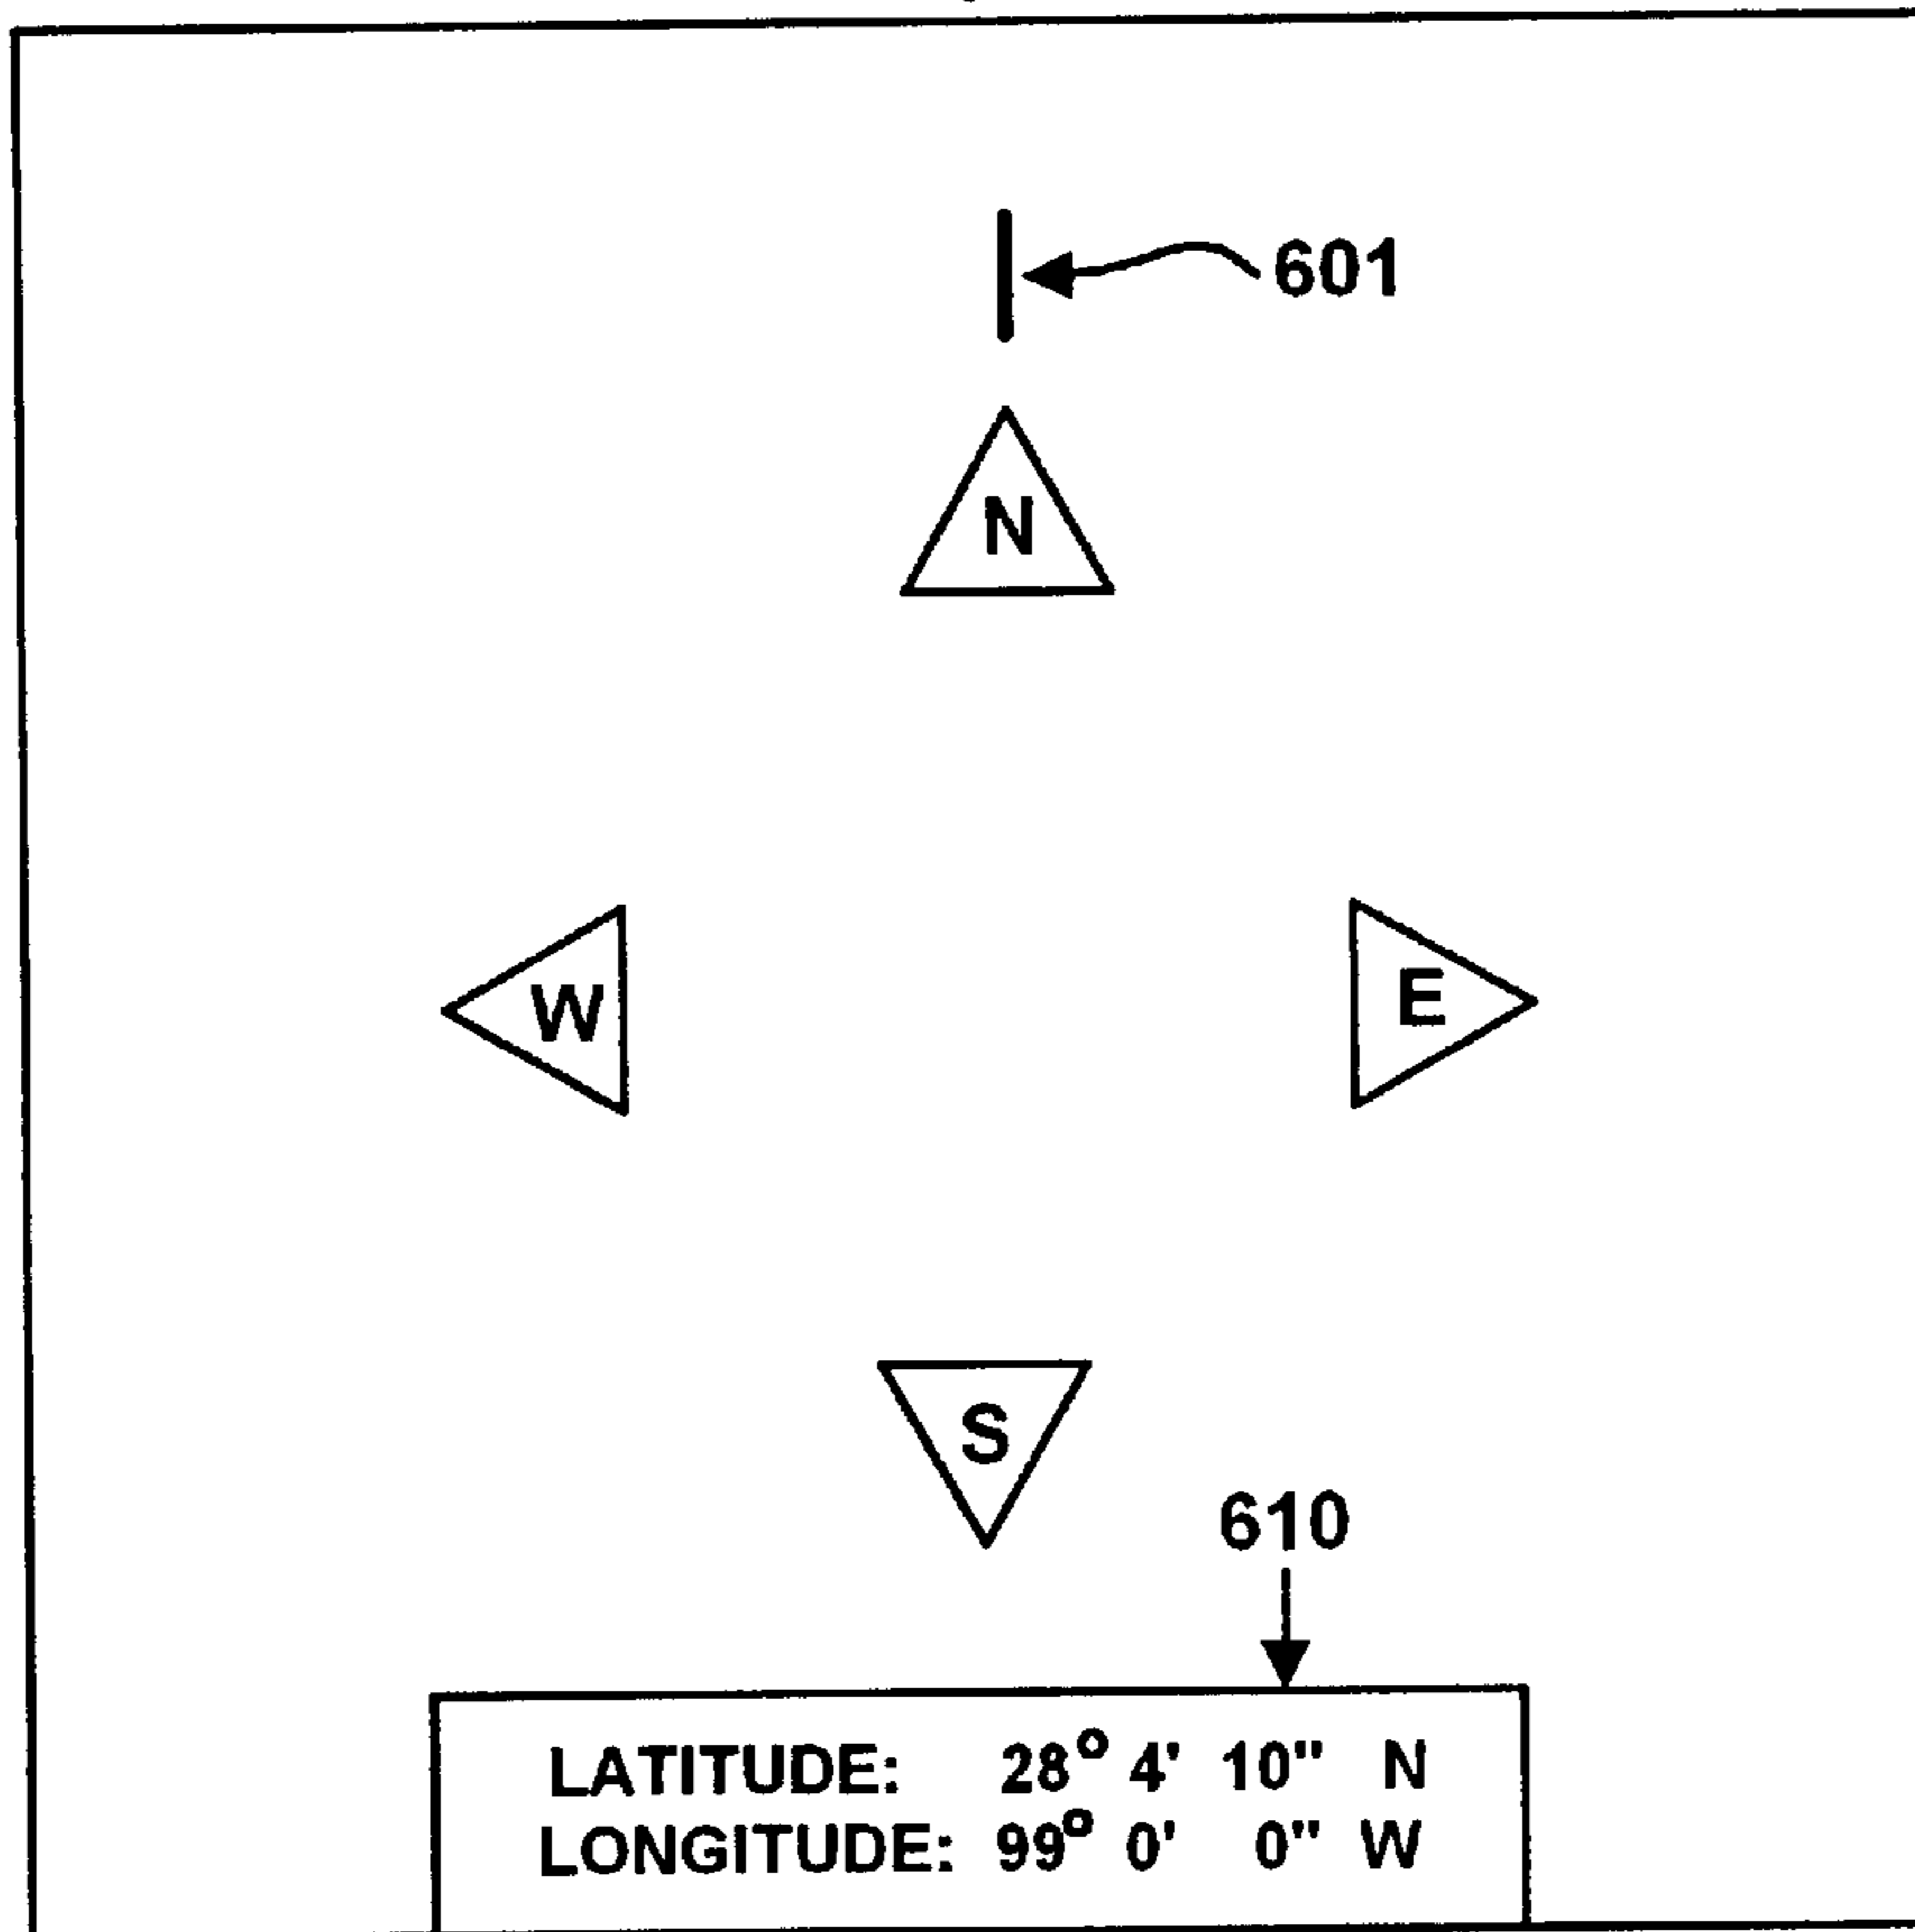 601
N
W
E
S
610
LATITUDE: 28° 4' 10" N
LONGITUDE: 99° 0' 0" W